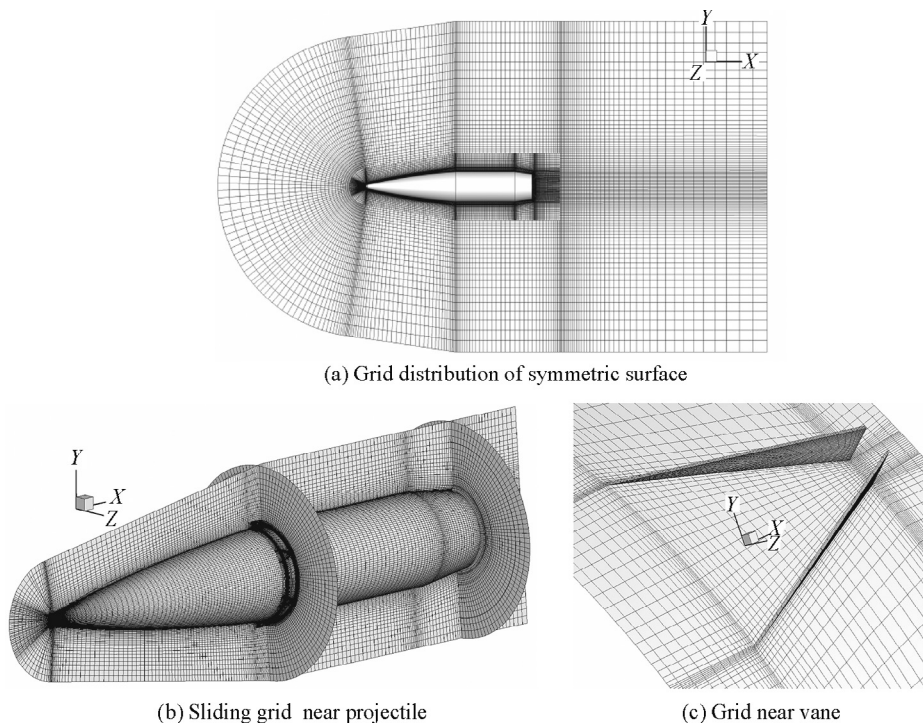 Y
Z X
(a) Grid distribution of symmetric surface
Y
X
Z
Y
X
Z
(b) Sliding grid near projectile
(c) Grid near vane